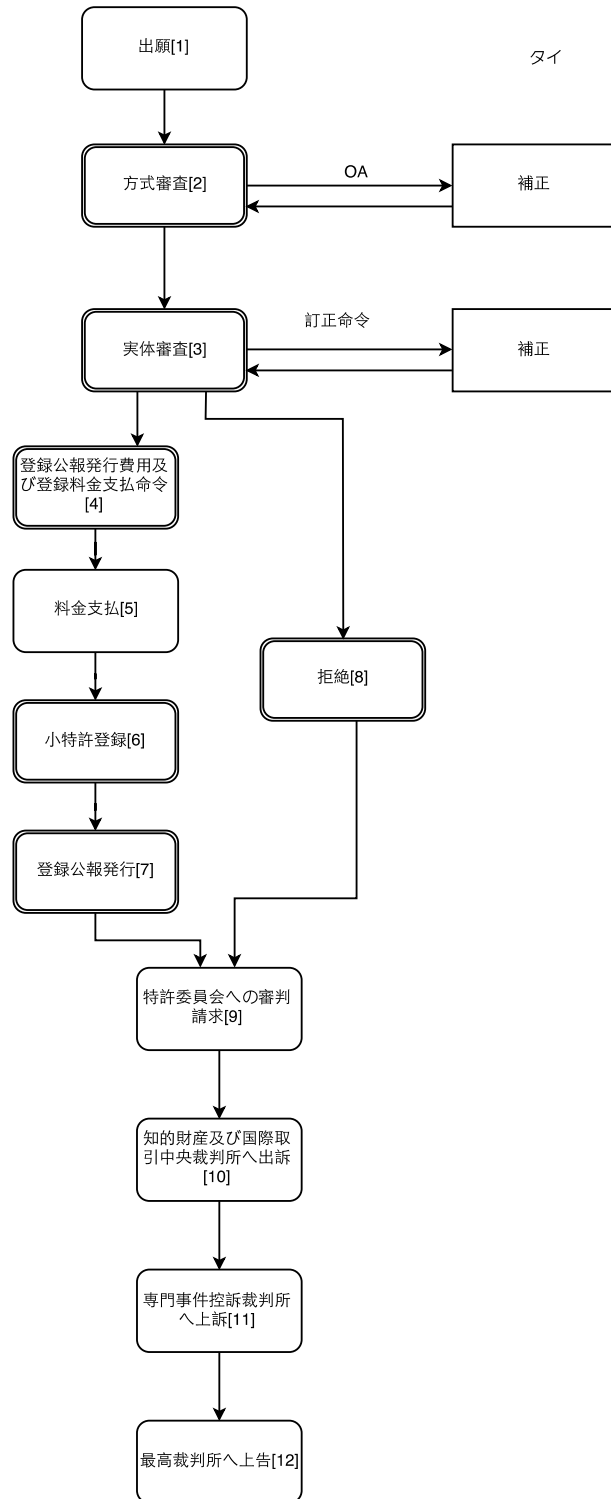 出願[1]
タイ
方式審査[2]
OA
補正
実体審査[3]
訂正命令
補正
登録公報発行費用及
び登録料金支払命令
[4]
料金支払[5]
拒絶[8]
小特許登録[6]
登録公報発行[7]
特許委員会への審判
請求[9]
知的財産及び国際取
引中央裁判所へ出訴
[10]
専門事件控訴裁判所
へ上訴[11]
最高裁判所へ上告[12]